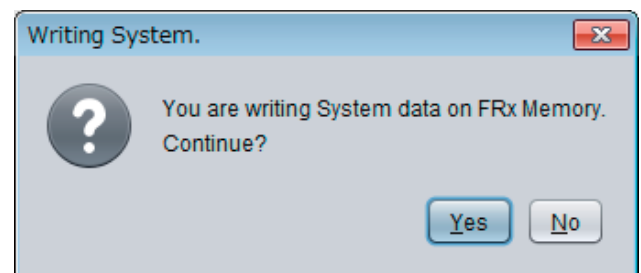 Writing System.
You are writing System data on FRx Memory.
Continue?
Yes No